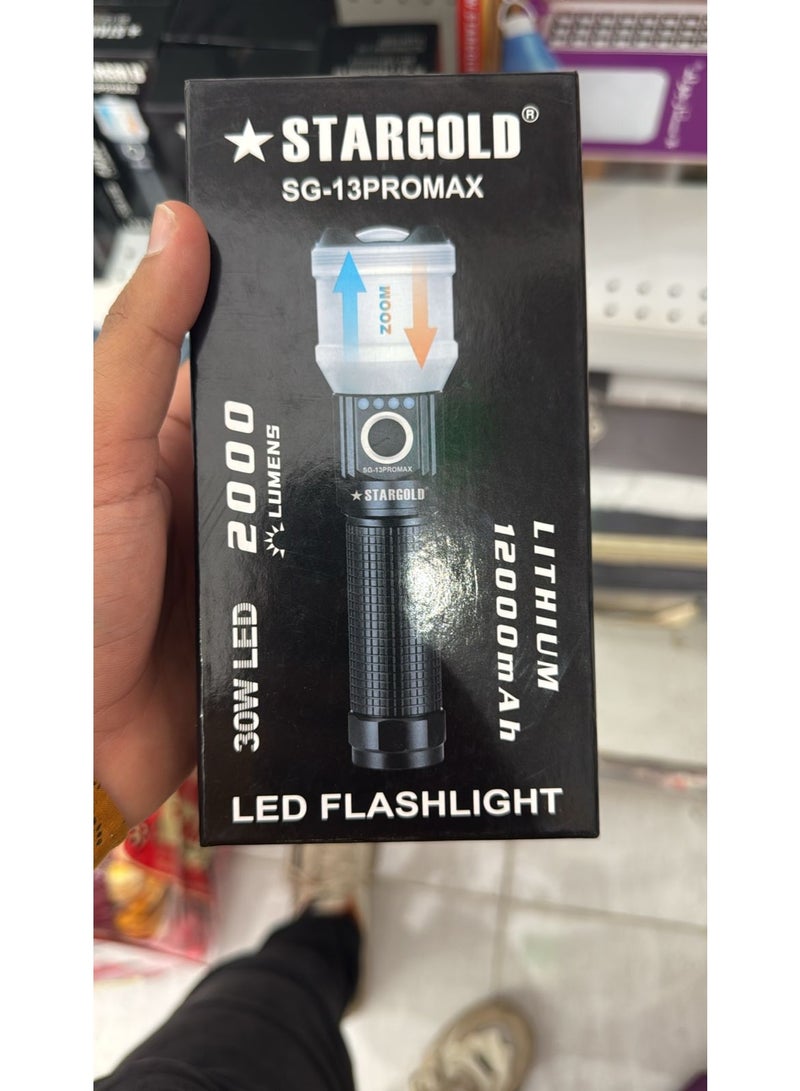 ★ STARGOLD®
SG-13PROMAX
ZOOM
SG-13PROMAX
★ STARGOLD
2000
LUMENS
30W LED
LITHIUM
12000mAh
LED FLASHLIGHT